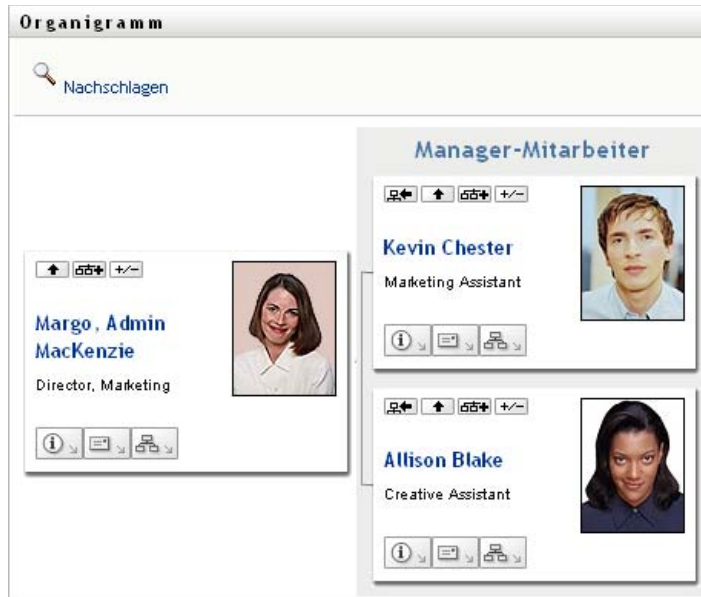 Organigramm
Nachschlagen
Manager-Mitarbeiter
Kevin Chester
Marketing Assistant
Margo, Admin
MacKenzie
Director, Marketing
Allison Blake
Creative Assistant